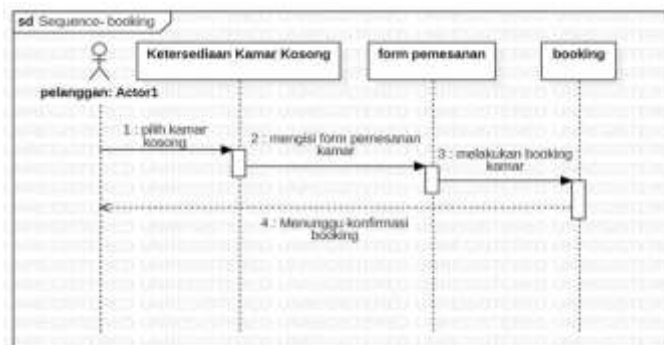 sd Sequence- booking
Ketersediaan Kamar Kosong
form pemesanan
booking
pelanggan: Actor1
1 : pilih kamar
kosong
2 : mengisi form pemesanan
kamar
3 : melakukan booking
kamar
4 : Menunggu konfirmasi
booking